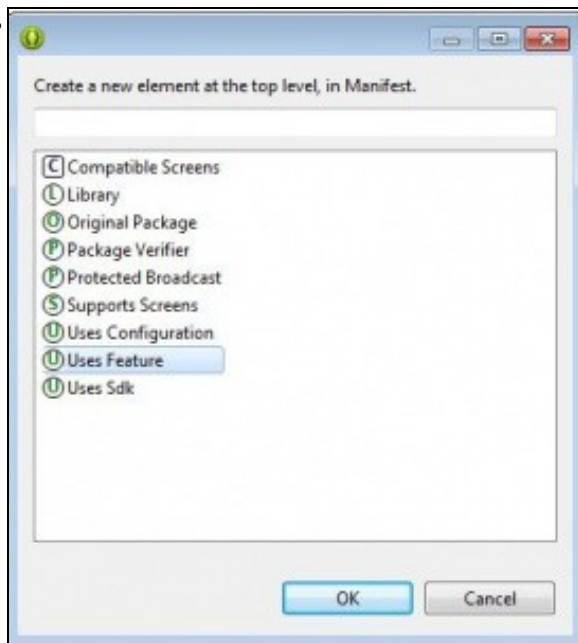 Create a new element at the top level, in Manifest.
C Compatible Screens
L Library
O Original Package
P Package Verifier
P Protected Broadcast
S Supports Screens
U Uses Configuration
U Uses Feature
U Uses Sdk
OK Cancel